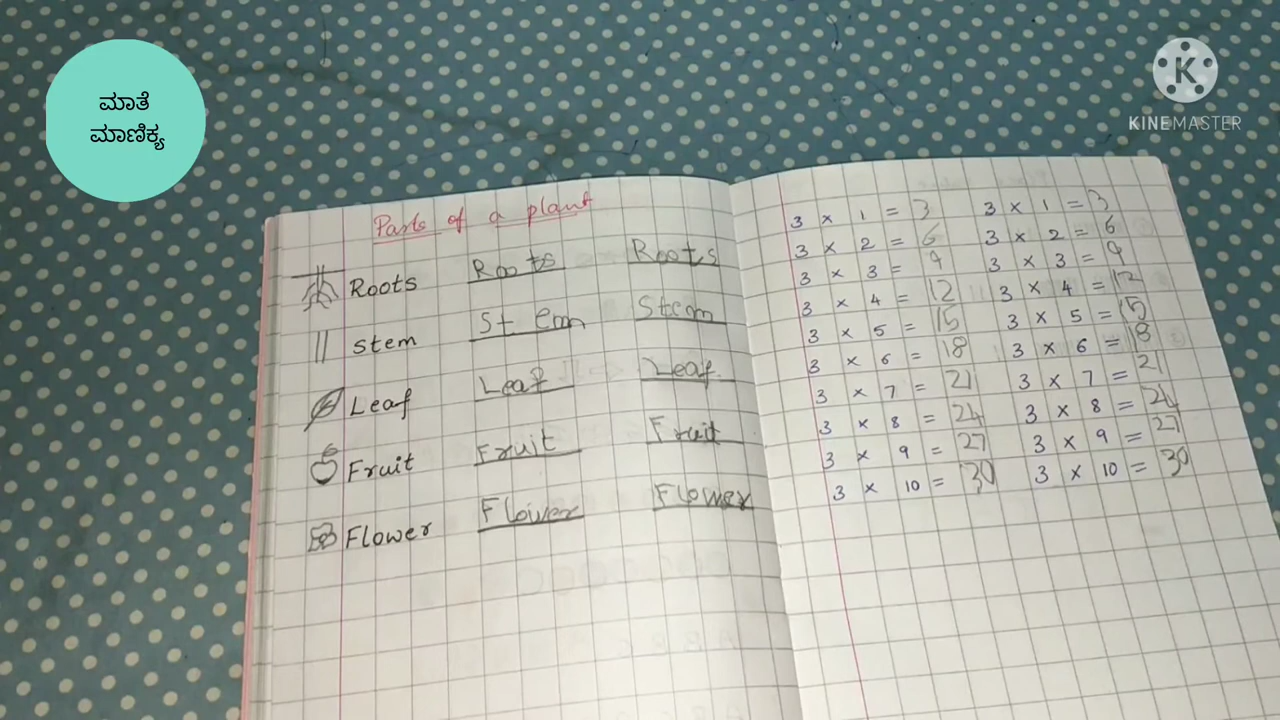 ಮಾತೆ
ಮಾಣಿಕ್ಯ
KINEMASTER
Parts of a plant
Roots Roots Roots
stem Stem Stem
Leaf Leaf Leaf
Fruit Fruit Fruit
Flower Flower Flower
3 × 1 = 3 3 × 1 = 3
3 × 2 = 6 3 × 2 = 6
3 × 3 = 9 3 × 3 = 9
3 × 4 = 12 3 × 4 = 12
3 × 5 = 15 3 × 5 = 15
3 × 6 = 18 3 × 6 = 18
3 × 7 = 21 3 × 7 = 21
3 × 8 = 24 3 × 8 = 24
3 × 9 = 27 3 × 9 = 27
3 × 10 = 30 3 × 10 = 30